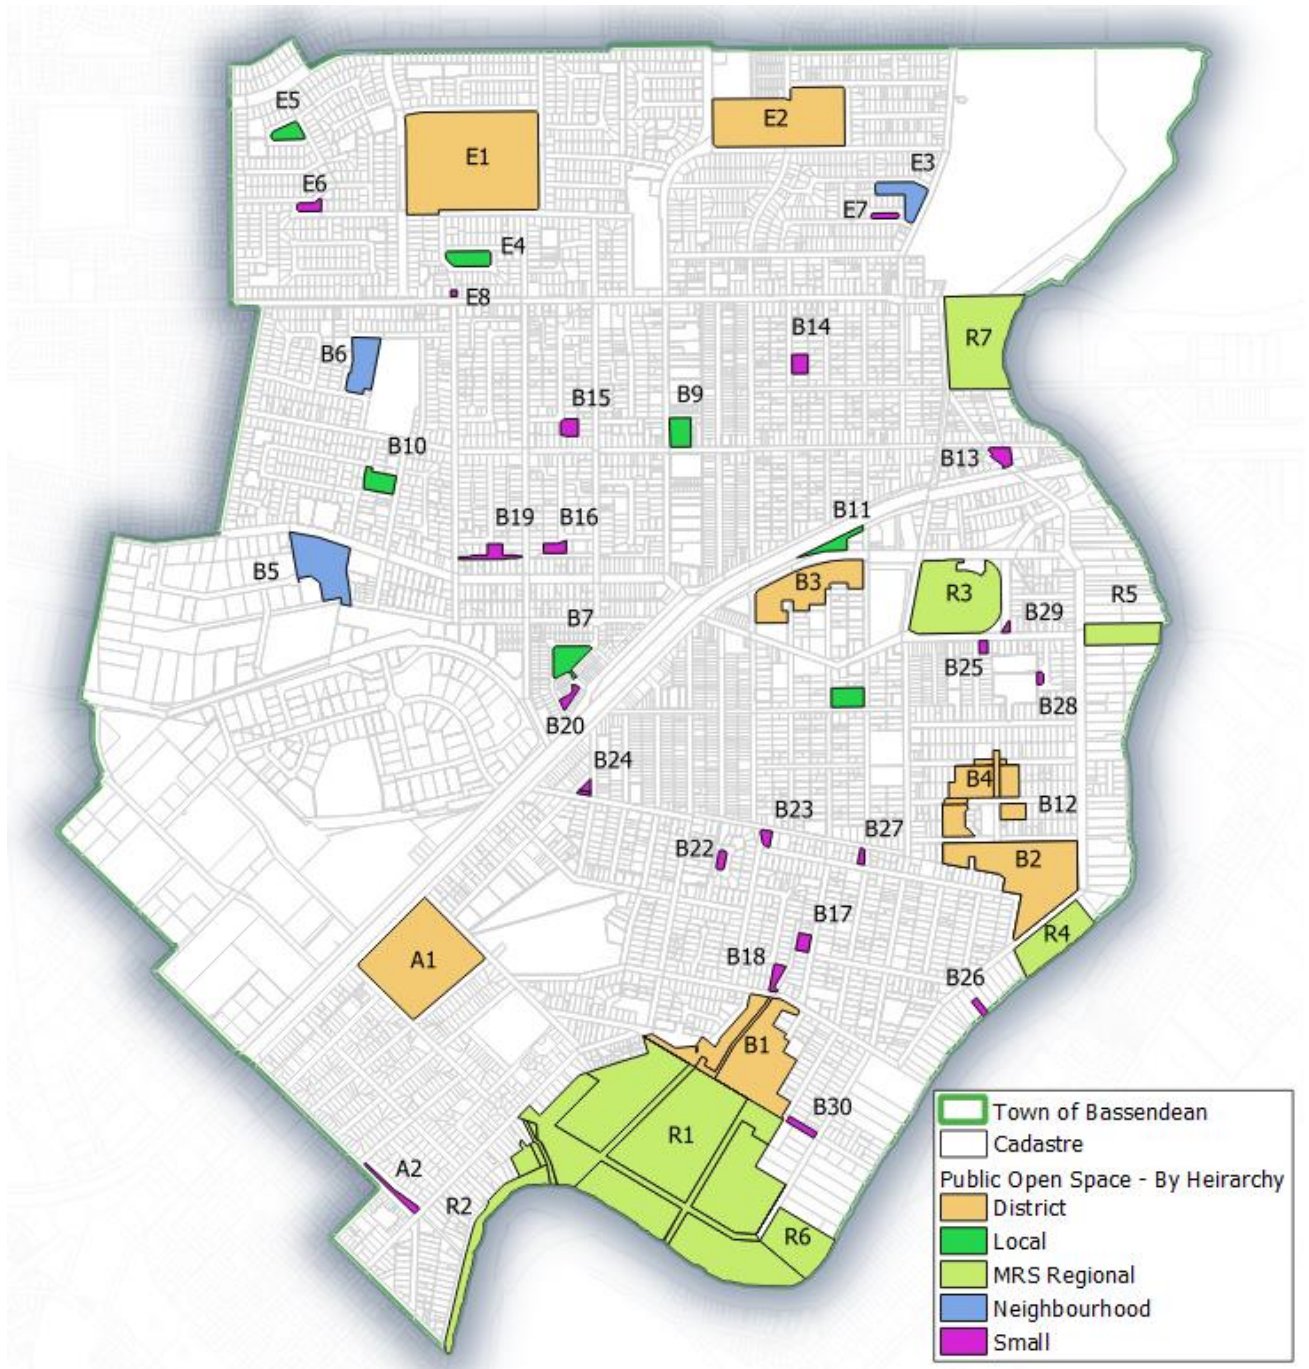 E5
E2
E1
E3
E6
E7
E4
E8
B14
R7
B6
B15
B9
B10
B13
B11
B19
B16
B5
B3
R3
R5
B29
B7
B25
B28
B20
B24
B4
B12
B23
B27
B22
B2
B17
R4
A1
B18
B26
B1
B30
R1
A2
R2
R6
Town of Bassendean
Cadastre
Public Open Space - By Heirarchy
District
Local
MRS Regional
Neighbourhood
Small